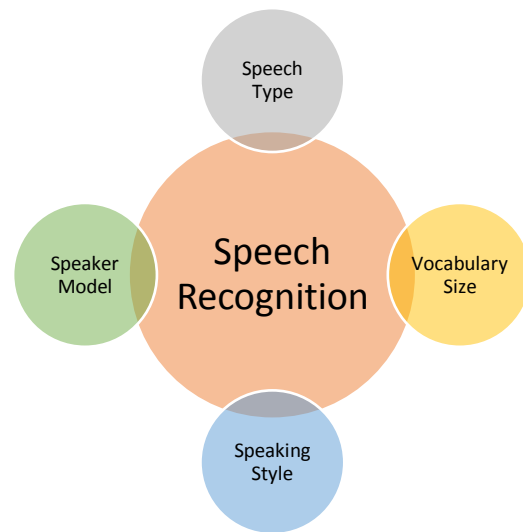 Speech
Type
Speaker
Model
Speech
Recognition
Vocabulary
Size
Speaking
Style